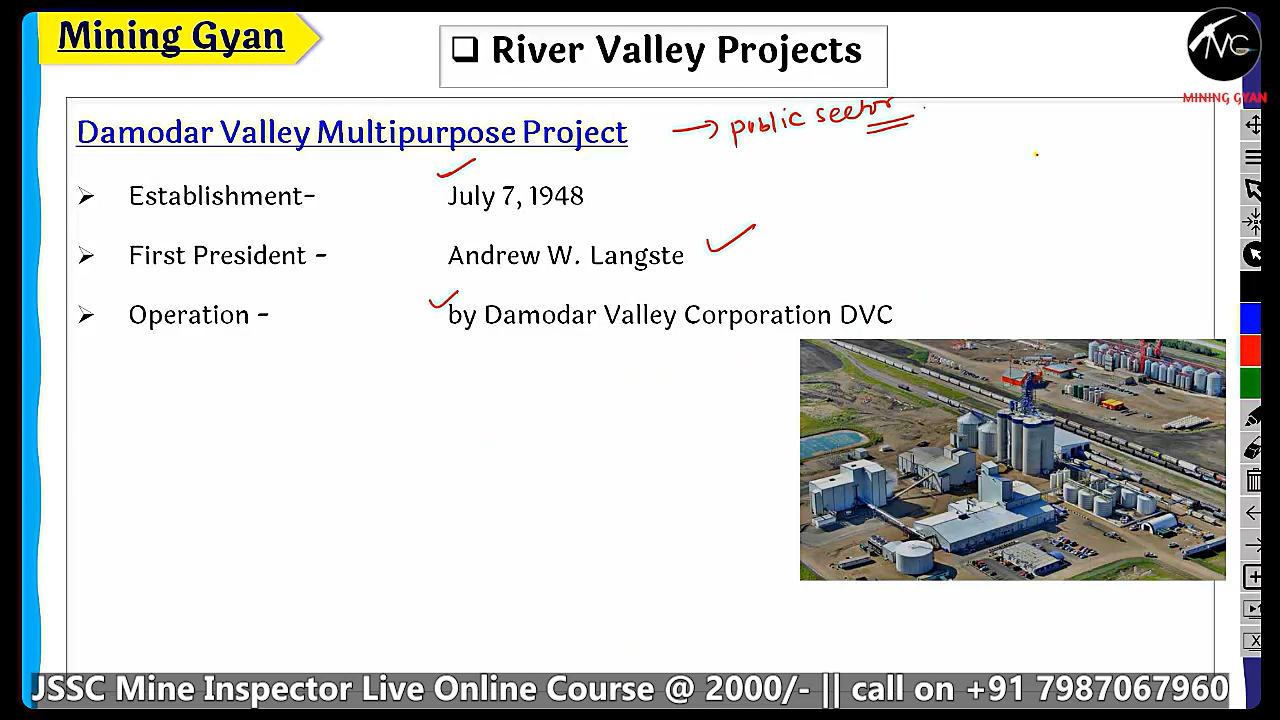 Mining Gyan
❑ River Valley Projects
TVG
MINING GYAN
Damodar Valley Multipurpose Project → public sector
➢ Establishment- July 7, 1948
➢ First President - Andrew W. Langste
➢ Operation - by Damodar Valley Corporation DVC
JSSC Mine Inspector Live Online Course @ 2000/- || call on +91 7987067960